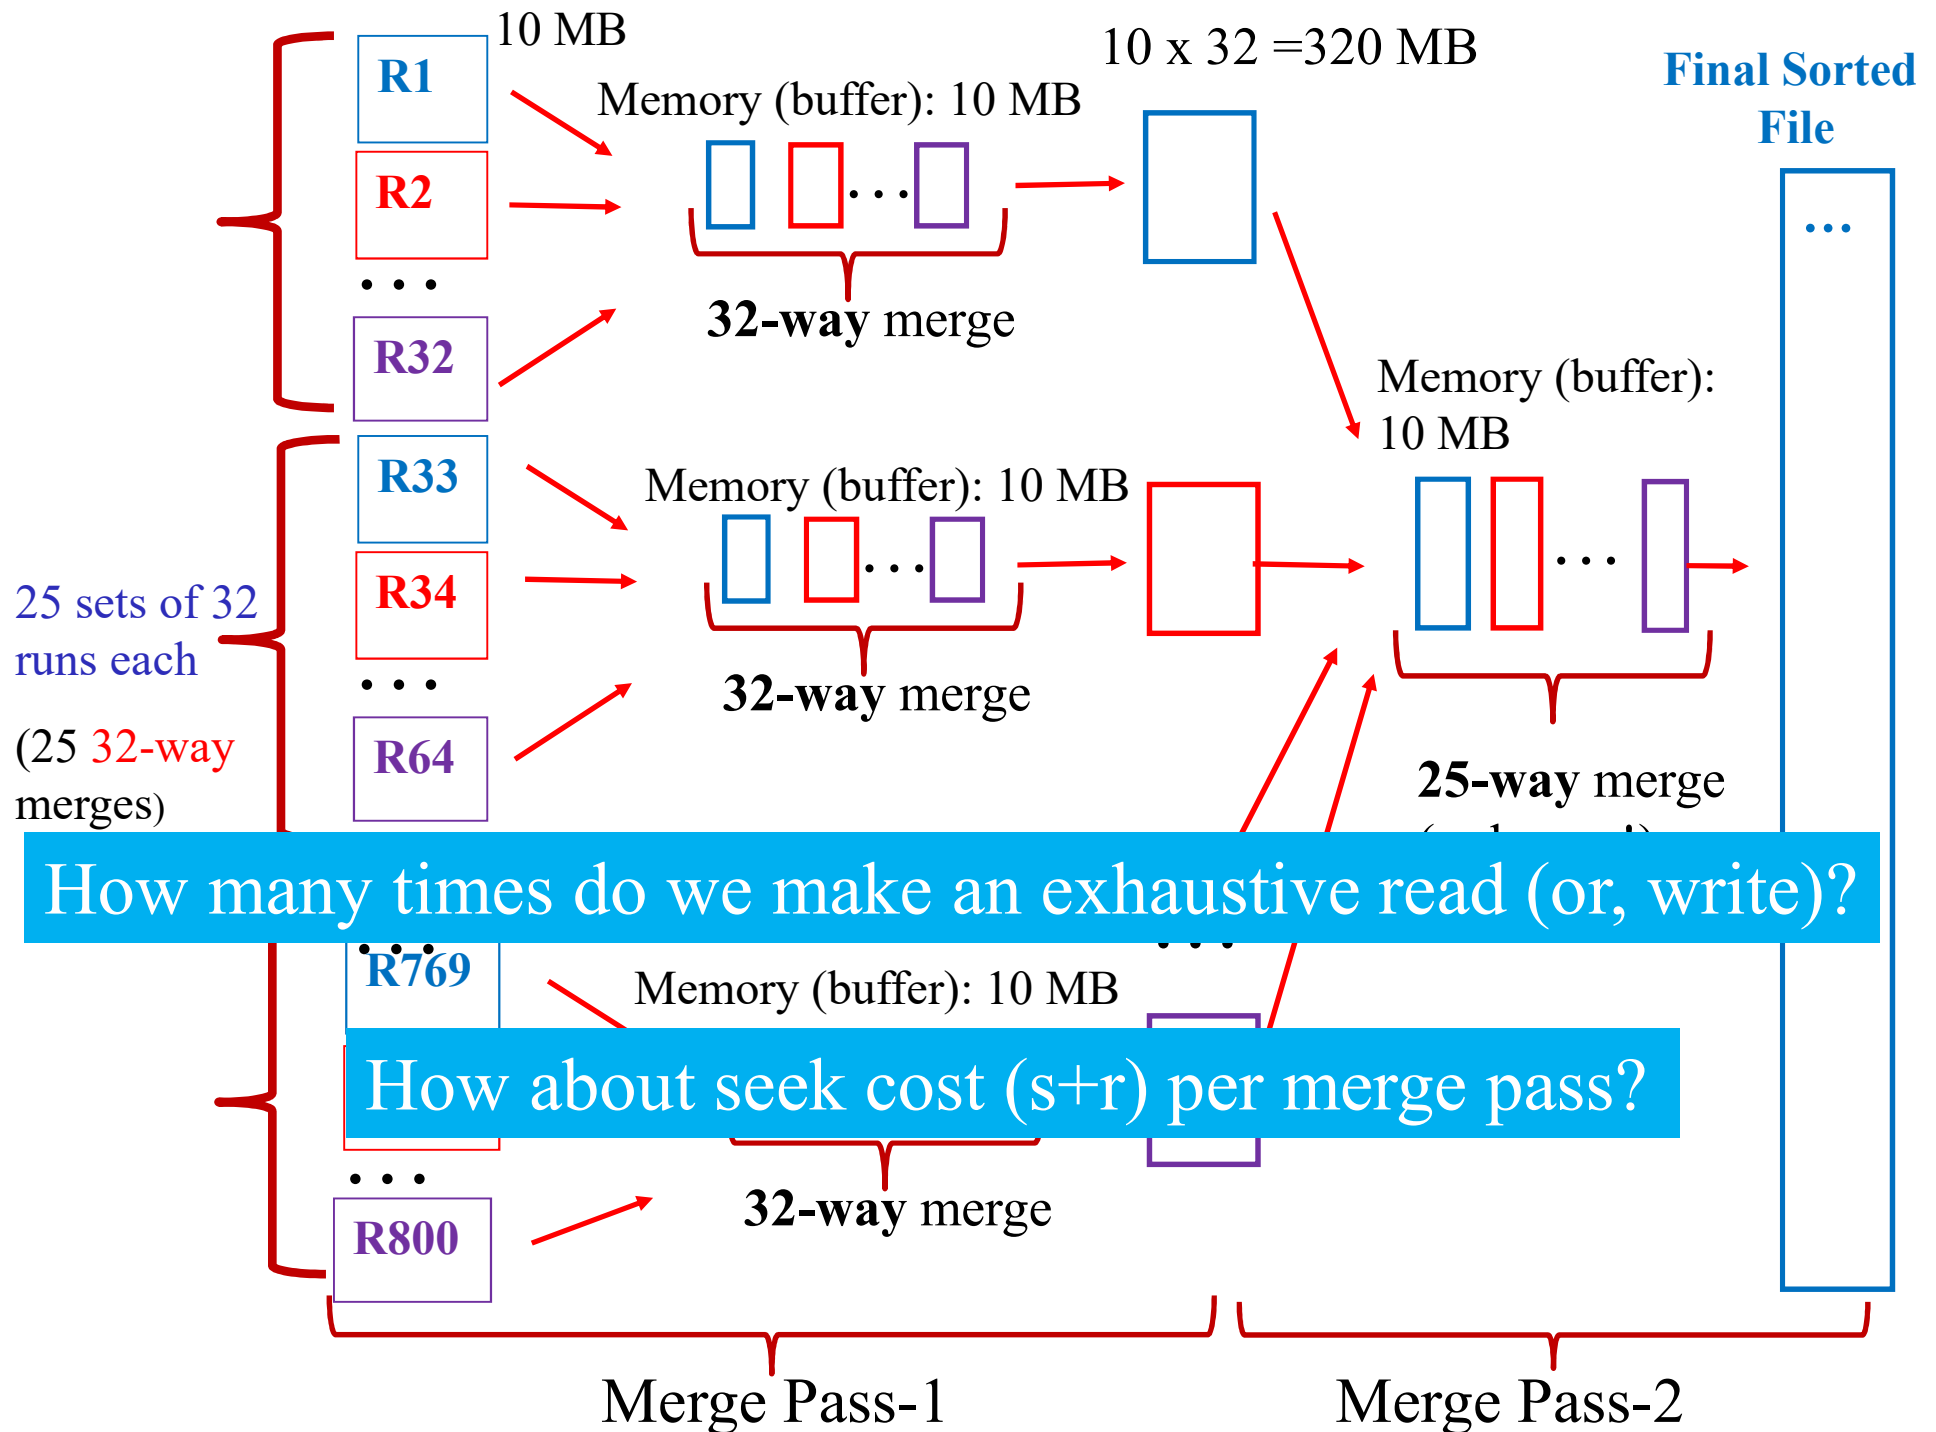 10 MB
10 x 32 =320 MB
Final Sorted
File
R1
Memory (buffer): 10 MB
R2
...
...
...
R32
32-way merge
Memory (buffer):
10 MB
R33
Memory (buffer): 10 MB
R34
...
...
...
25 sets of 32
runs each
R64
32-way merge
(25 32-way
merges)
25-way merge
How many times do we make an exhaustive read (or, write)?
...
...
R769
Memory (buffer): 10 MB
How about seek cost (s+r) per merge pass?
...
R800
32-way merge
Merge Pass-1
Merge Pass-2